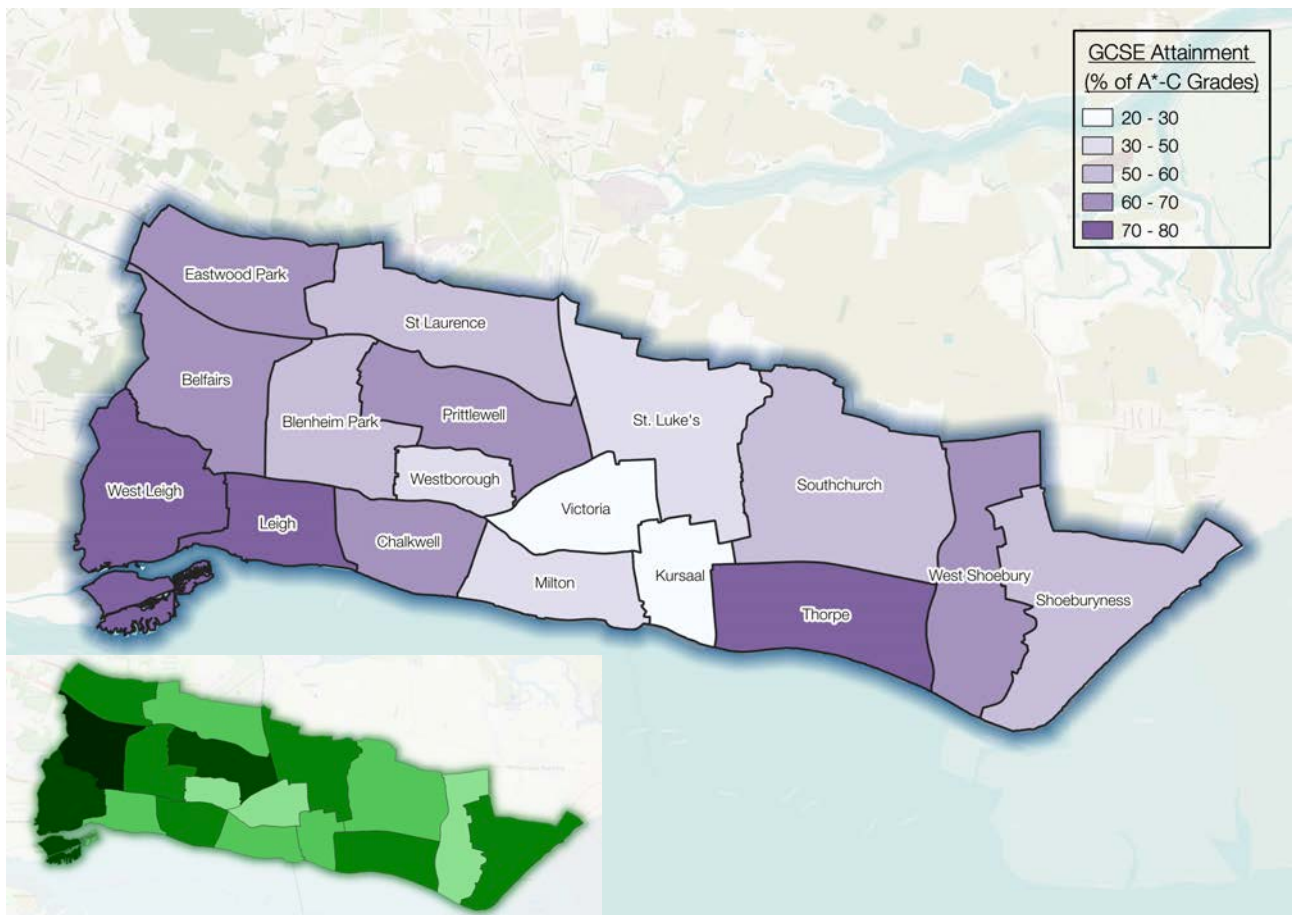 GCSE Attainment
(% of A*-C Grades)
20 - 30
30 - 50
50 - 60
60 - 70
70 - 80
Eastwood Park
St Laurence
Belfairs
Blenheim Park
Prittlewell
St. Luke's
Westborough
West Leigh
Southchurch
Victoria
Leigh
Chalkwell
Milton
Kursaal
West Shoebury
Shoeburyness
Thorpe